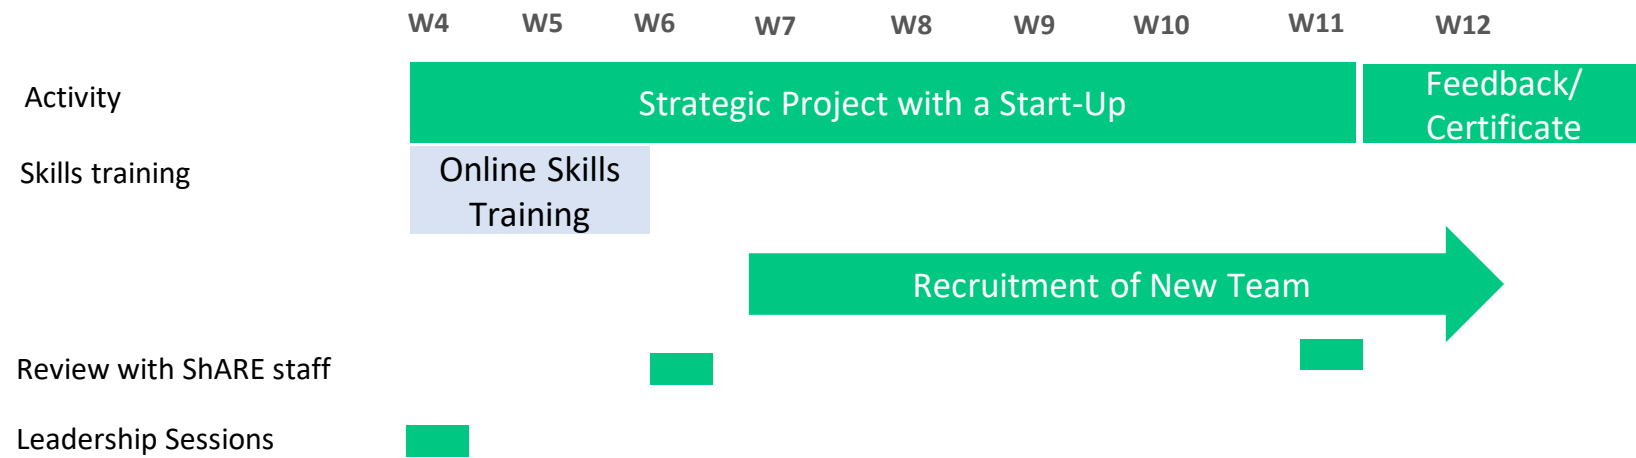 W4 W5 W6 W7 W8 W9 W10 W11 W12
Activity
Strategic Project with a Start-Up
Feedback/
Certificate
Skills training
Online Skills
Training
Recruitment of New Team
Review with ShARE staff
Leadership Sessions